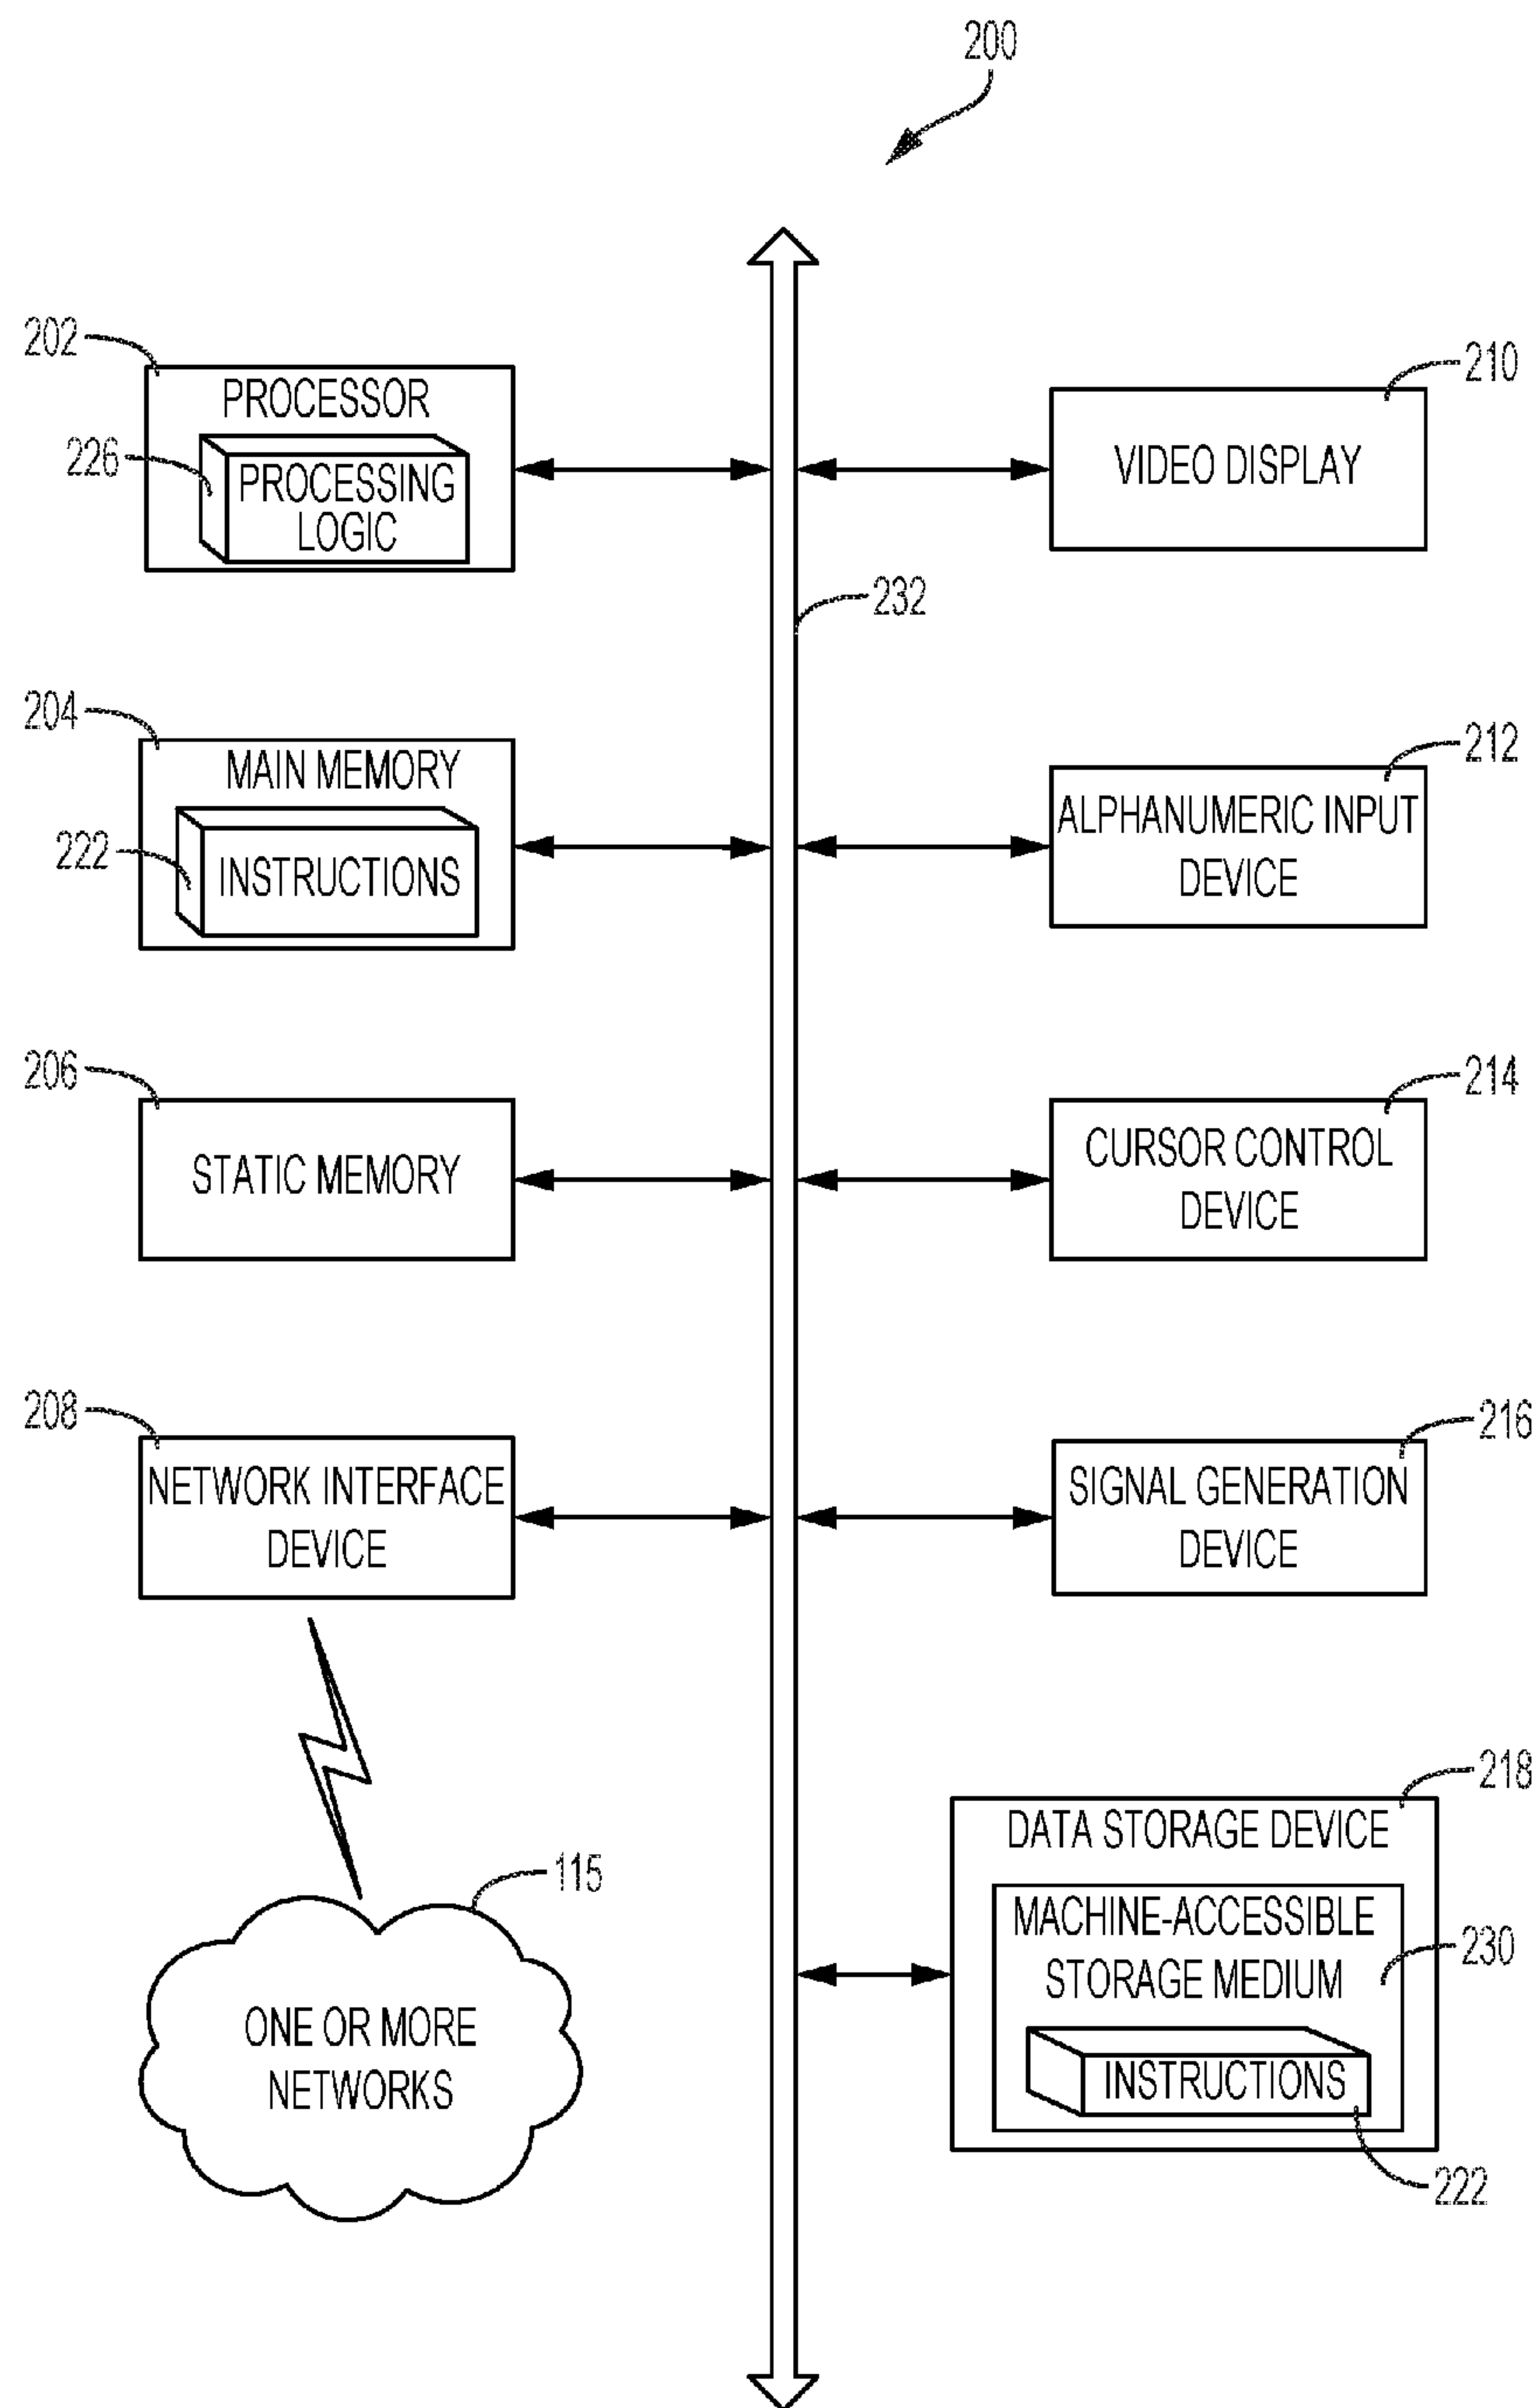 200
202
PROCESSOR
226
PROCESSING
LOGIC
210
VIDEO DISPLAY
232
204
MAIN MEMORY
222
INSTRUCTIONS
212
ALPHANUMERIC INPUT
DEVICE
206
STATIC MEMORY
214
CURSOR CONTROL
DEVICE
208
NETWORK INTERFACE
DEVICE
216
SIGNAL GENERATION
DEVICE
115
ONE OR MORE
NETWORKS
218
DATA STORAGE DEVICE
MACHINE-ACCESSIBLE
STORAGE MEDIUM
230
INSTRUCTIONS
222